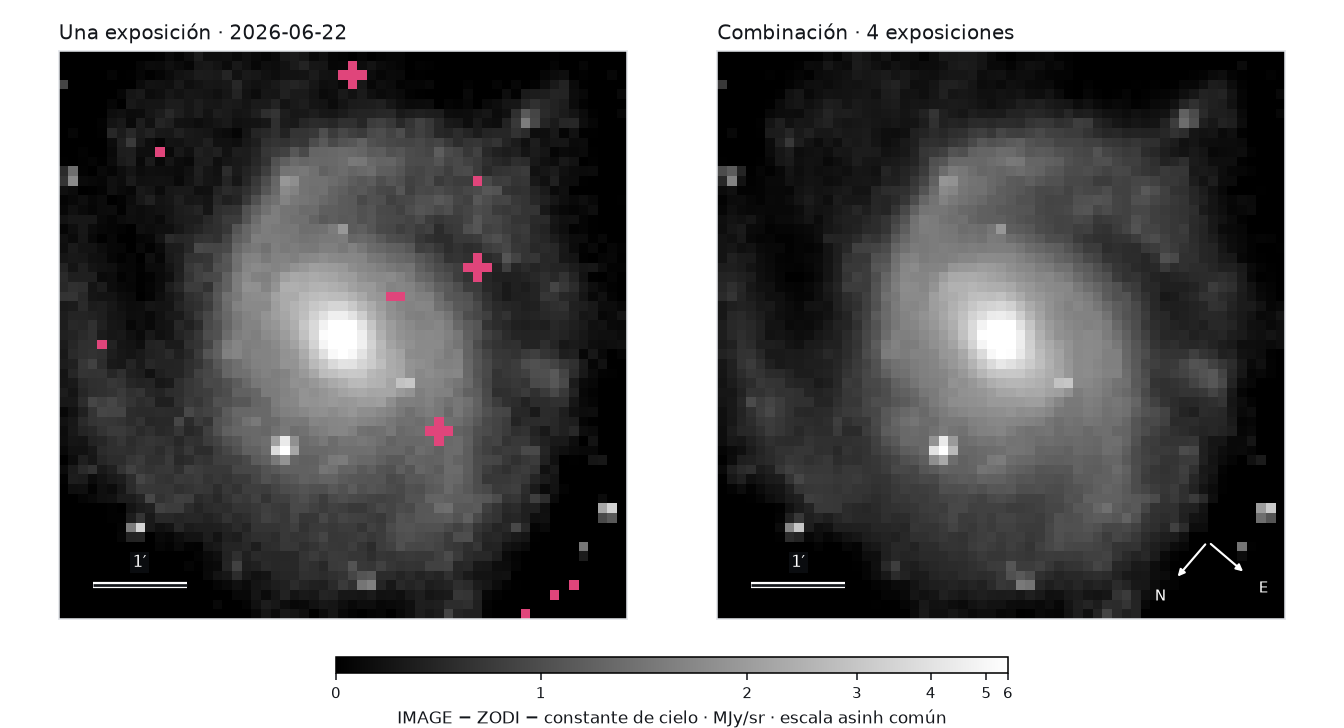 Una exposición · 2026-06-22
Combinación · 4 exposiciones
1′
1′
N
E
0 1 2 3 4 5 6
IMAGE − ZODI − constante de cielo · MJy/sr · escala asinh común